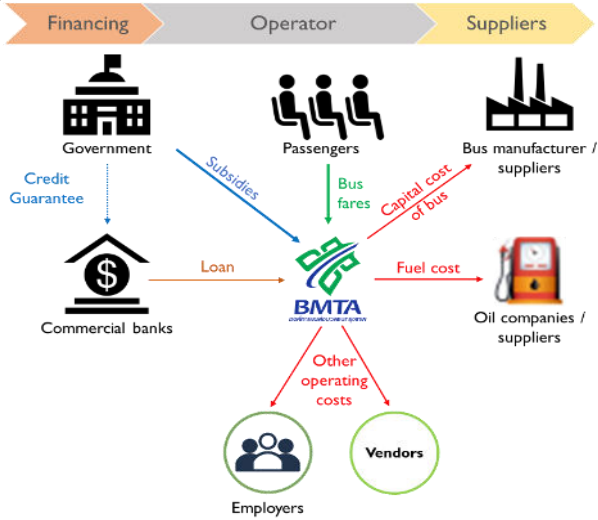 Financing
Operator
Suppliers
Government
Passengers
Bus manufacturer /
suppliers
Credit
Guarantee
Subsidies
Bus
fares
Capital cost
of bus
$
Loan
Fuel cost
BMTA
Commercial banks
Oil companies /
suppliers
Other
operating
costs
Vendors
Employers